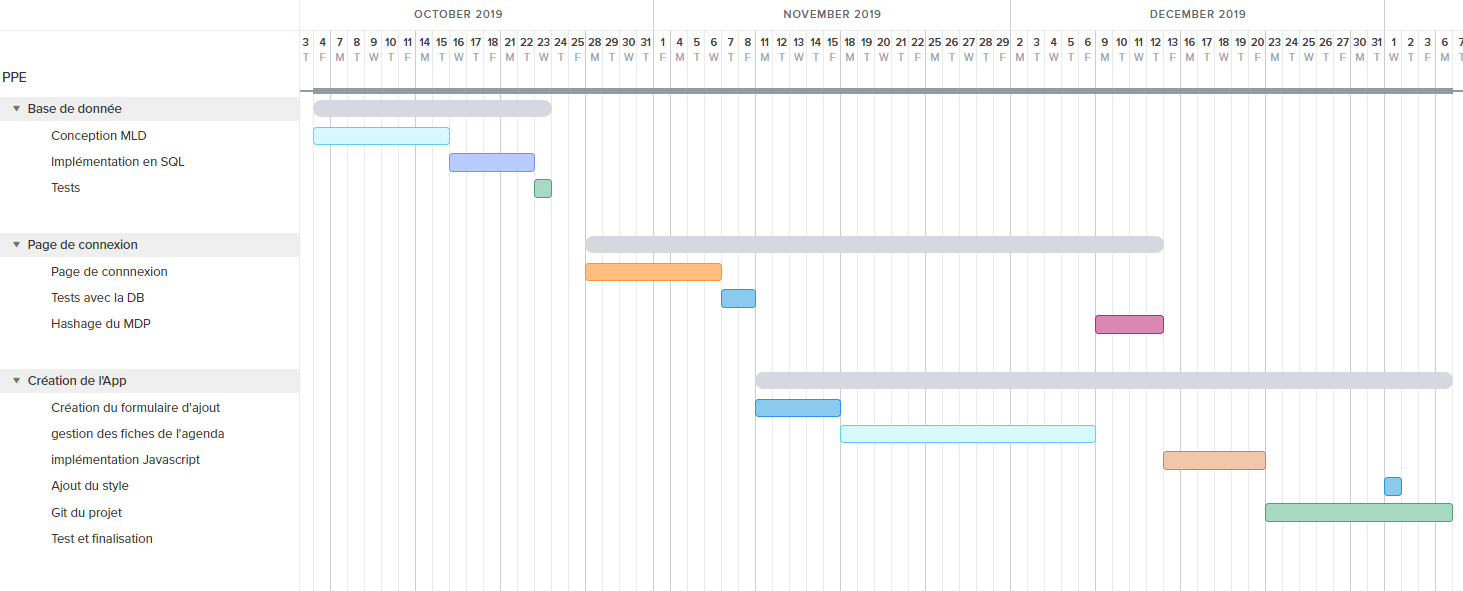 OCTOBER 2019 NOVEMBER 2019 DECEMBER 2019
3 4 7 8 9 10 11 14 15 16 17 18 21 22 23 24 25 28 29 30 31 1 4 5 6 7 8 11 12 13 14 15 18 19 20 21 22 25 26 27 28 29 2 3 4 5 6 9 10 11 12 13 16 17 18 19 20 23 24 25 26 27 30 31 1 2 3 6 7
T F M T W T F M T W T F M T W T F M T W T F M T W T F M T W T F M T W T F M T W T F M T W T F M T W T F M T W T F M T W T F M T W T F M T
PPE
Base de donnée
Conception MLD
Implémentation en SQL
Tests
Page de connexion
Page de connnexion
Tests avec la DB
Hashage du MDP
Création de l'App
Création du formulaire d'ajout
gestion des fiches de l'agenda
implémentation Javascript
Ajout du style
Git du projet
Test et finalisation